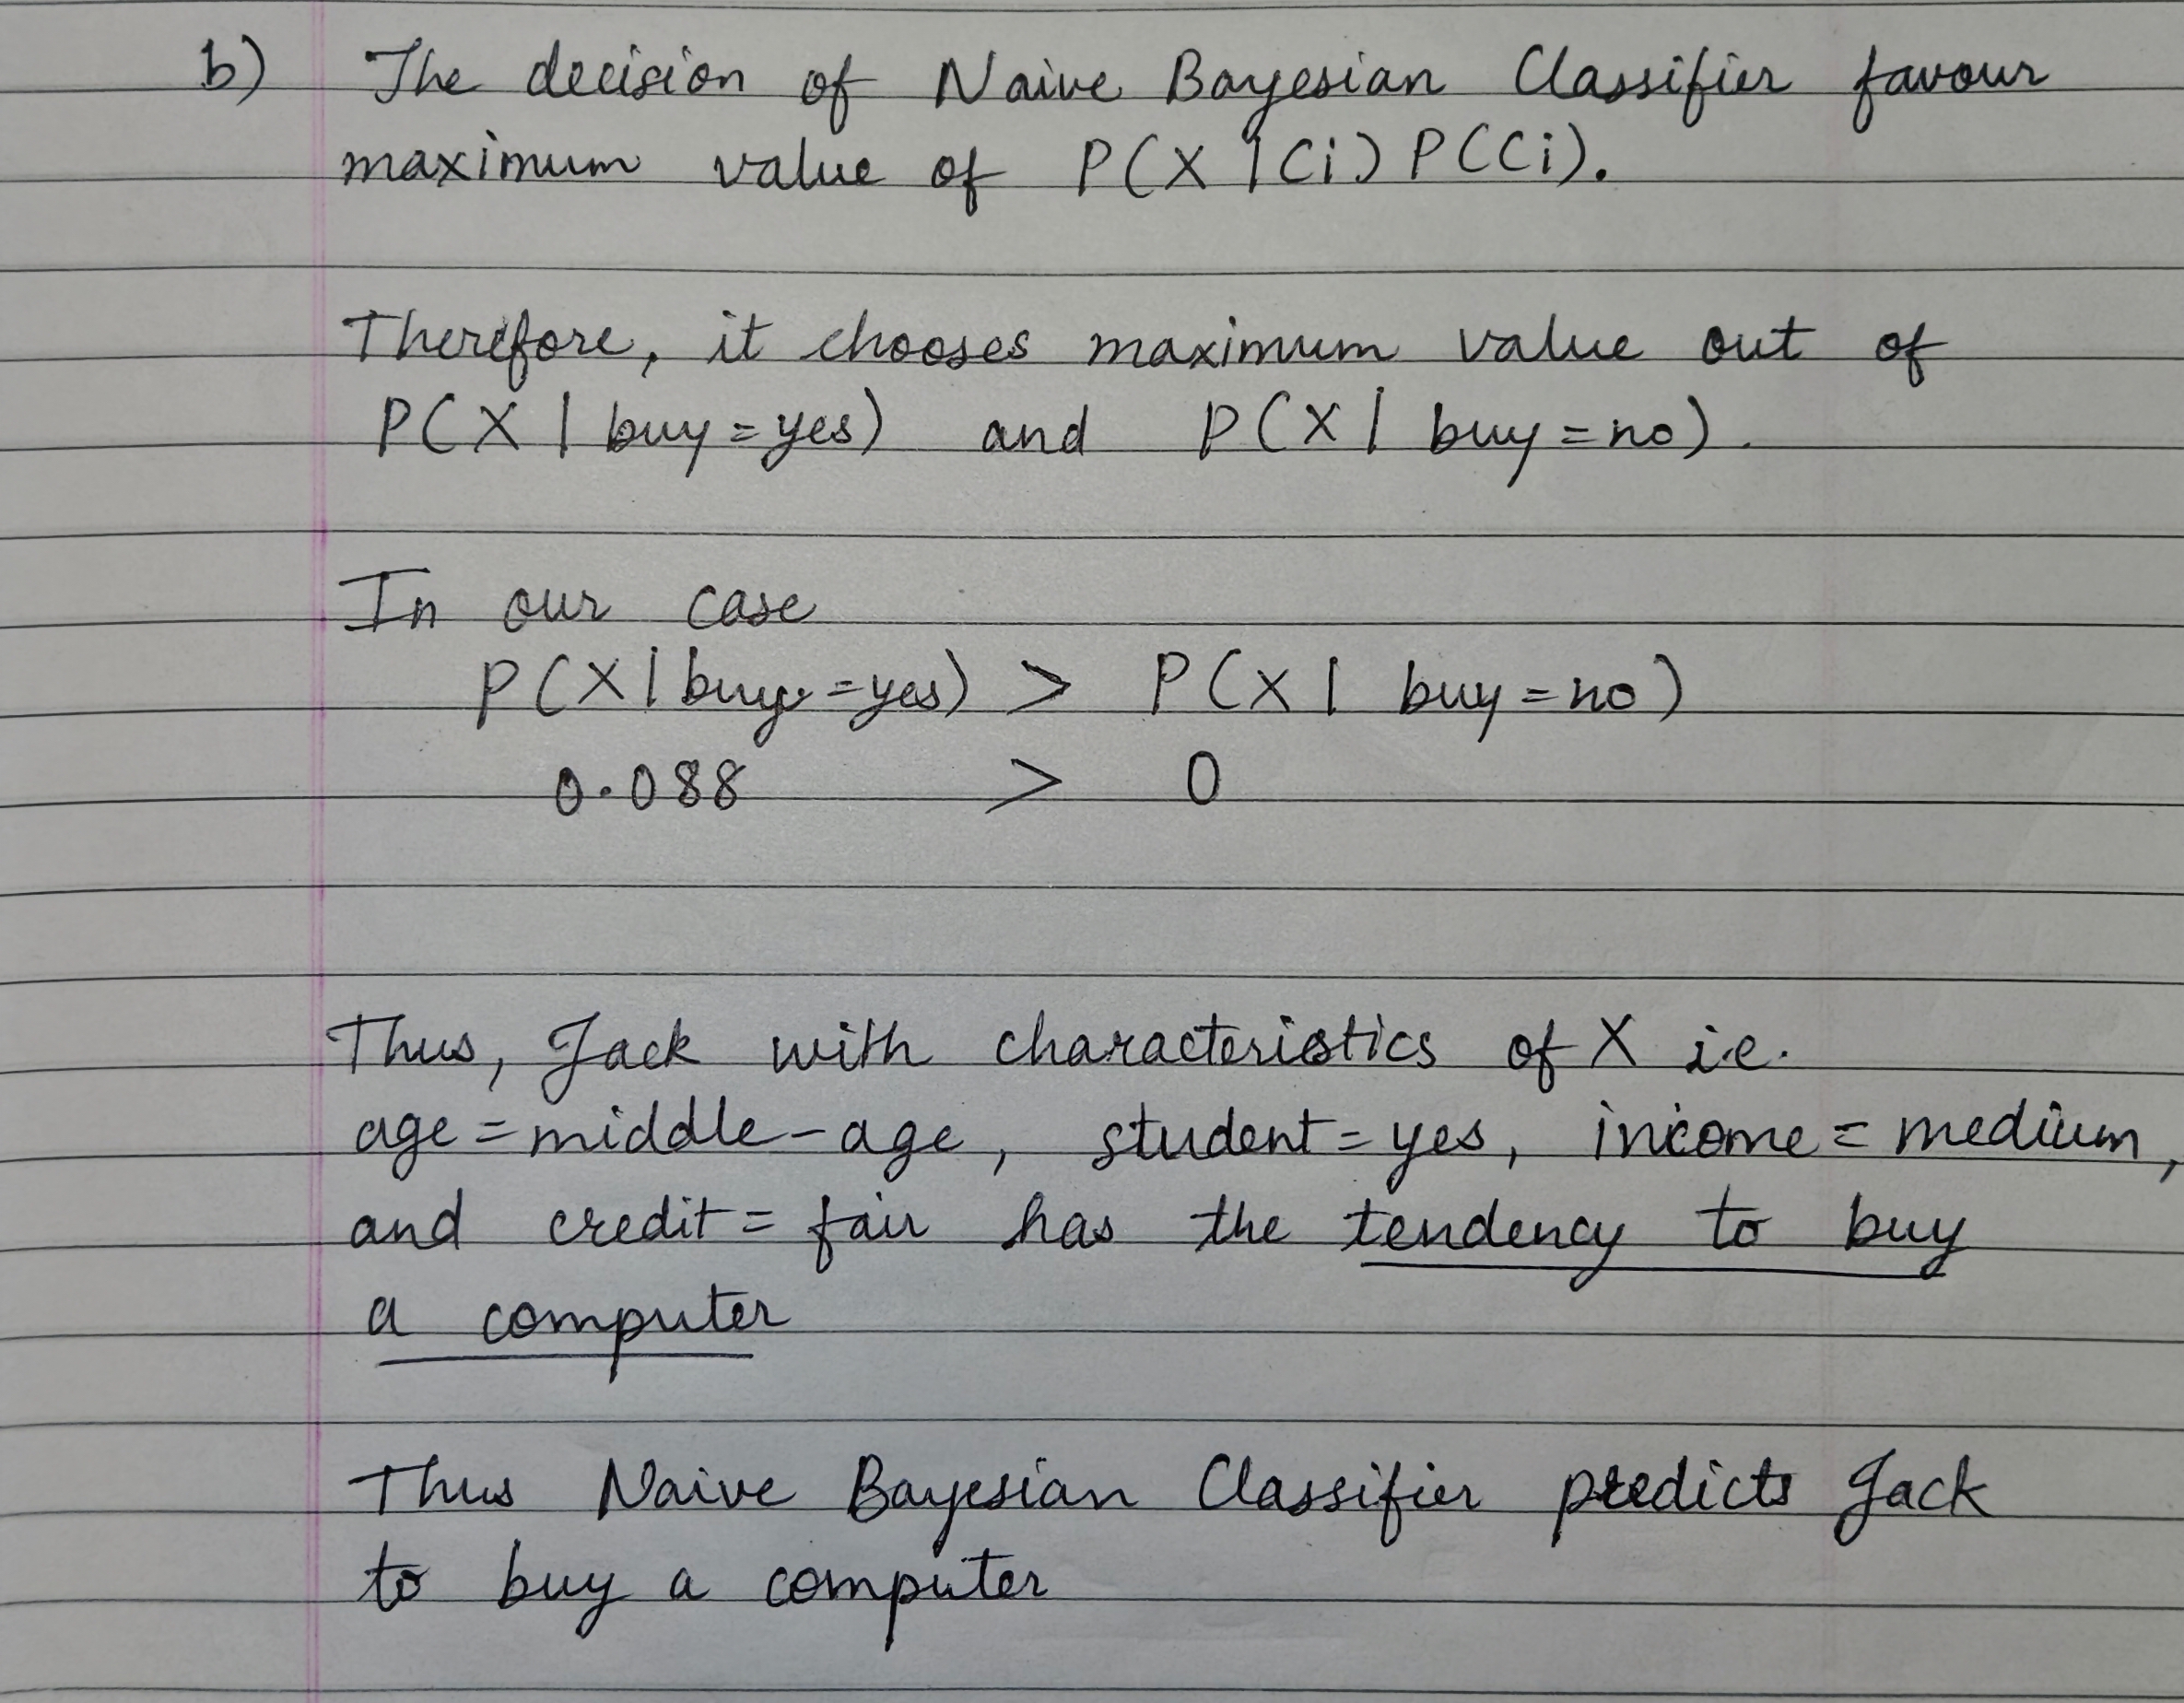 b) The decision of Naive Bayesian Classifier favour
maximum value of P(X | Ci) P(Ci).
Therefore, it chooses maximum value out of
P(X | buy = yes) and P(X | buy = no).
In our case
P(X | buy = yes) > P(X | buy = no)
0.088 > 0
Thus, Jack with characteristics of X i.e.
age = middle-age, student = yes, income = medium,
and credit = fair has the tendency to buy
a computer
Thus Naive Bayesian Classifier predicts Jack
to buy a computer